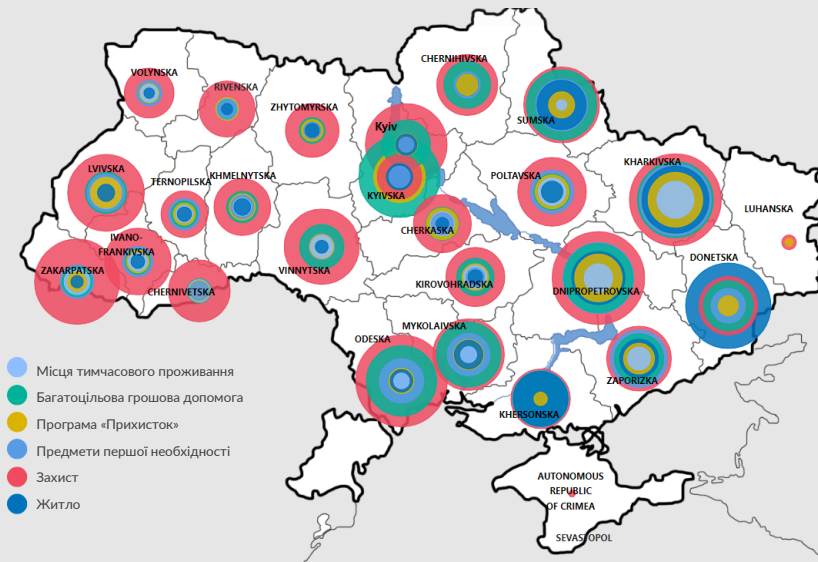 CHERNIHIVSKA
VOLYNSKA
RIVENSKA
ZHYTOMYRSKA
SUMSKA
Kyiv
KHARKIVSKA
LVIVSKA
KHMELNYTSKA
TERNOPILSKA
POLTAVSKA
KYIVSKA
LUHANSKA
CHERKASKA
IVANO-
FRANKIVSKA
DONETSKA
ZAKARPATSKA
VINNYTSKA
KIROVOHRADSKA
CHERNIVETSKA
DNIPROPETROVSKA
MYKOLAIVSKA
ODESKA
ZAPORIZKA
KHERSONSKA
AUTONOMOUS
REPUBLIC
OF CRIMEA
SEVASTOPOL
Місця тимчасового проживання
Багатоцільова грошова допомога
Програма «Прихисток»
Предмети першої необхідності
Захист
Житло